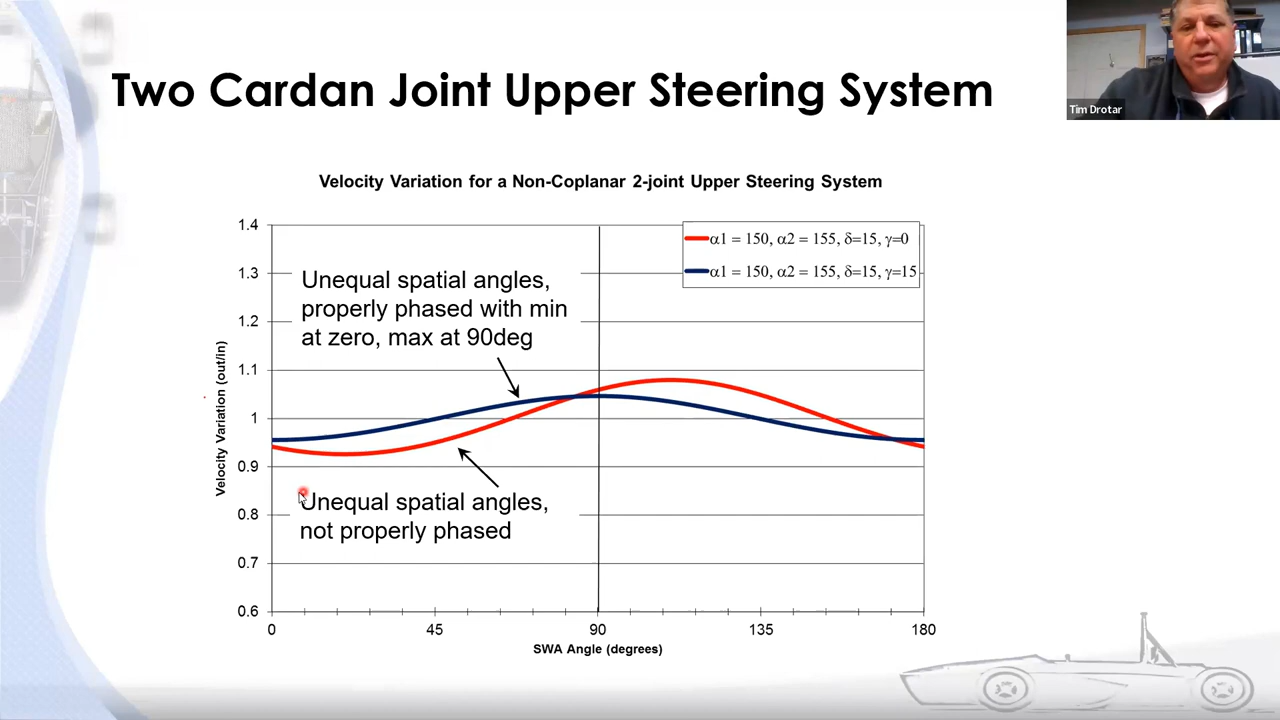 Two Cardan Joint Upper Steering System
Tim Drotar
Velocity Variation for a Non-Coplanar 2-joint Upper Steering System
α1 = 150, α2 = 155, δ=15, γ=0
α1 = 150, α2 = 155, δ=15, γ=15
Unequal spatial angles,
properly phased with min
at zero, max at 90deg
Unequal spatial angles,
not properly phased
Velocity Variation (out/in)
1.4
1.3
1.2
1.1
1
0.9
0.8
0.7
0.6
0
45
90
135
180
SWA Angle (degrees)